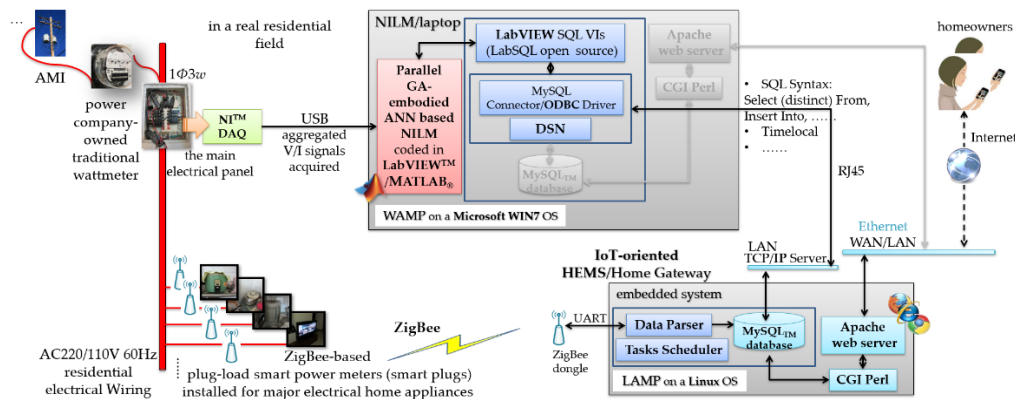 ...
AMI
power
company-
owned
traditional
wattmeter
in a real residential
field
1Φ3w
NI™
DAQ
the main
electrical panel
USB
aggregated
V/I signals
acquired
NILM/laptop
Parallel
GA-
embodied
ANN based
NILM
coded in
LabVIEW™
/MATLAB®
LabVIEW SQL VIs
(LabSQL open source)
MySQL
Connector/ODBC Driver
DSN
MySQLTM
database
Apache
web server
CGI Perl
WAMP on a Microsoft WIN7 OS
• SQL Syntax:
Select (distinct) From,
Insert Into, ……
• Timelocal
• ……
RJ45
homeowners
Internet
Ethernet
WAN/LAN
LAN
TCP/IP Server
IoT-oriented
HEMS/Home Gateway
embedded system
UART
Data Parser
Tasks Scheduler
MySQLTM
database
Apache
web server
CGI Perl
LAMP on a Linux OS
ZigBee
dongle
ZigBee
AC220/110V 60Hz
residential
electrical Wiring
ZigBee-based
plug-load smart power meters (smart plugs)
installed for major electrical home appliances